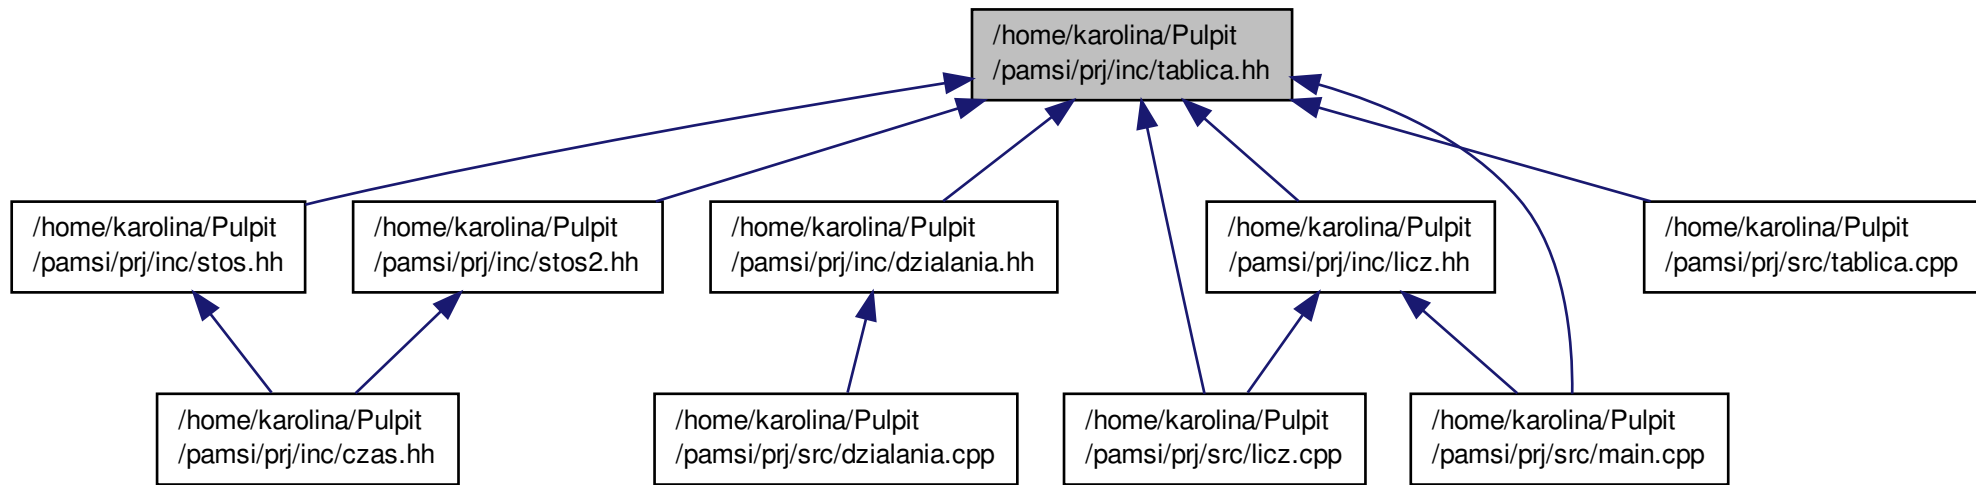 /home/karolina/Pulpit
/pamsi/prj/inc/tablica.hh
/home/karolina/Pulpit
/pamsi/prj/inc/stos.hh
/home/karolina/Pulpit
/pamsi/prj/inc/stos2.hh
/home/karolina/Pulpit
/pamsi/prj/inc/dzialania.hh
/home/karolina/Pulpit
/pamsi/prj/inc/licz.hh
/home/karolina/Pulpit
/pamsi/prj/src/tablica.cpp
/home/karolina/Pulpit
/pamsi/prj/inc/czas.hh
/home/karolina/Pulpit
/pamsi/prj/src/dzialania.cpp
/home/karolina/Pulpit
/pamsi/prj/src/licz.cpp
/home/karolina/Pulpit
/pamsi/prj/src/main.cpp